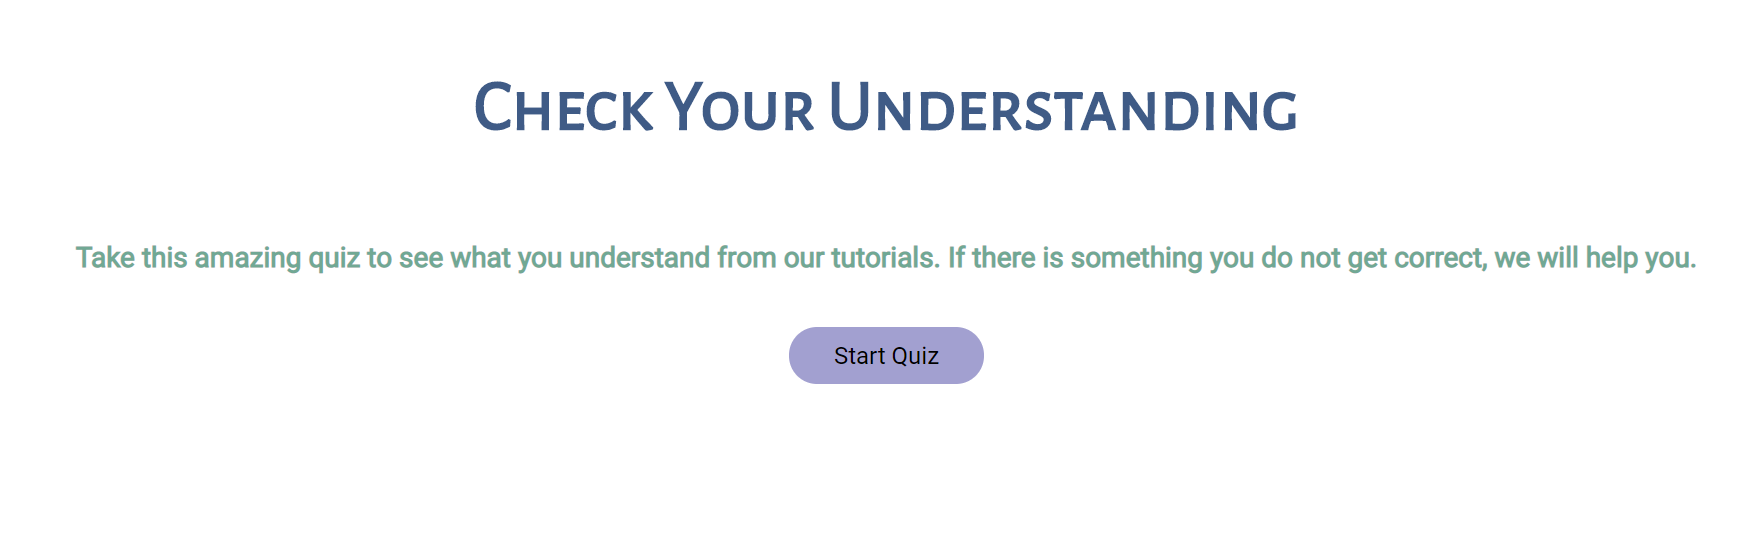 Check Your Understanding
Take this amazing quiz to see what you understand from our tutorials. If there is something you do not get correct, we will help you.
Start Quiz